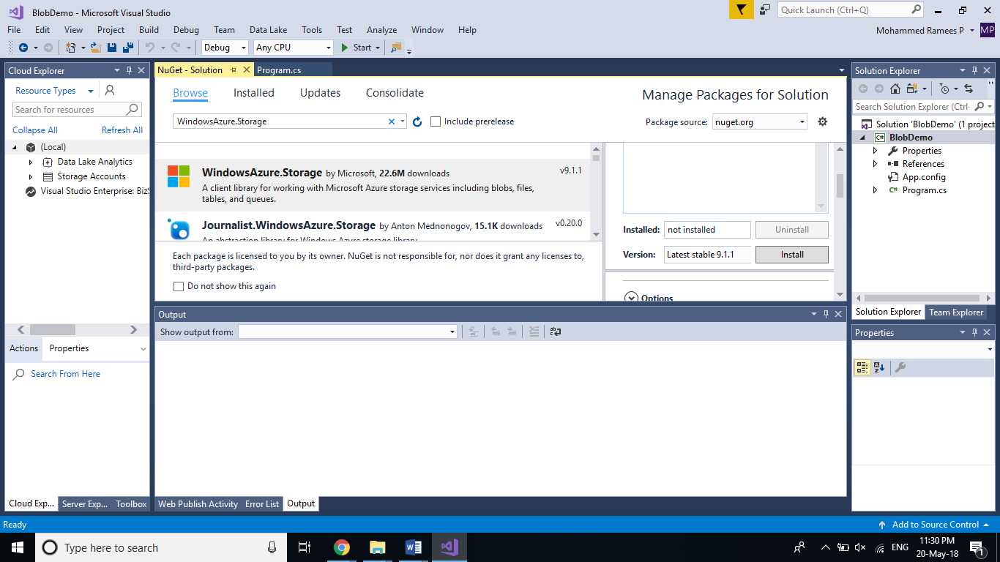 BlobDemo - Microsoft Visual Studio
Quick Launch (Ctrl+Q)
File Edit View Project Build Debug Team Data Lake Tools Test Analyze Window Help
Mohammed Ramees P MP
Debug Any CPU Start
Cloud Explorer
Resource Types
Search for resources
Collapse All Refresh All
(Local)
Data Lake Analytics
Storage Accounts
Visual Studio Enterprise: Biz
Actions Properties
Search From Here
Cloud Exp... Server Exp... Toolbox
NuGet - Solution Program.cs
Browse Installed Updates Consolidate
Manage Packages for Solution
WindowsAzure.Storage
Include prerelease
Package source: nuget.org
WindowsAzure.Storage by Microsoft, 22.6M downloads
v9.1.1
A client library for working with Microsoft Azure storage services including blobs, files,
tables, and queues.
Journalist.WindowsAzure.Storage by Anton Mednonogov, 15.1K downloads
v0.20.0
An abstraction library for Windows Azure storage library
Each package is licensed to you by its owner. NuGet is not responsible for, nor does it grant any licenses to,
third-party packages.
Do not show this again
Installed: not installed Uninstall
Version: Latest stable 9.1.1 Install
Options
Output
Show output from:
Web Publish Activity Error List Output
Solution Explorer
Search Solution Explorer (Ctrl-
Solution 'BlobDemo' (1 project
C# BlobDemo
Properties
References
App.config
C# Program.cs
Solution Explorer Team Explorer
Properties
Ready
Add to Source Control
Type here to search
ENG
11:30 PM
20-May-18
1